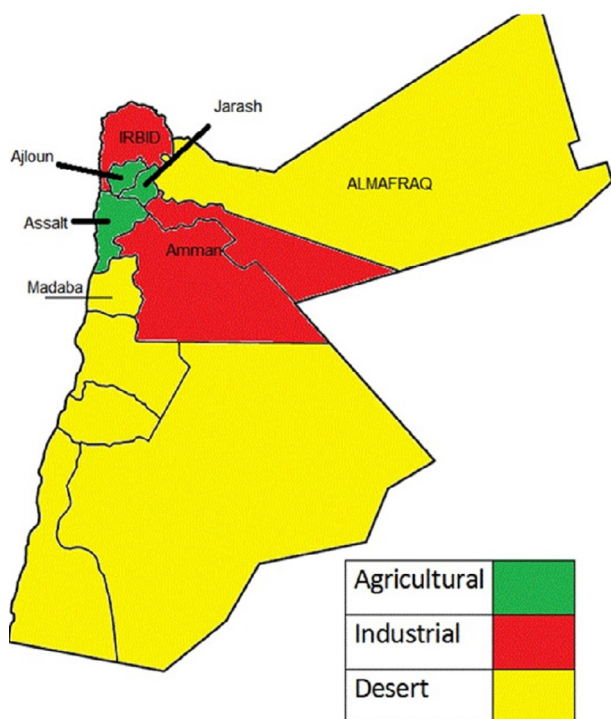 Jarash
IRBID
Ajloun
ALMAFRAQ
Assalt
Amman
Madaba
Agricultural
Industrial
Desert